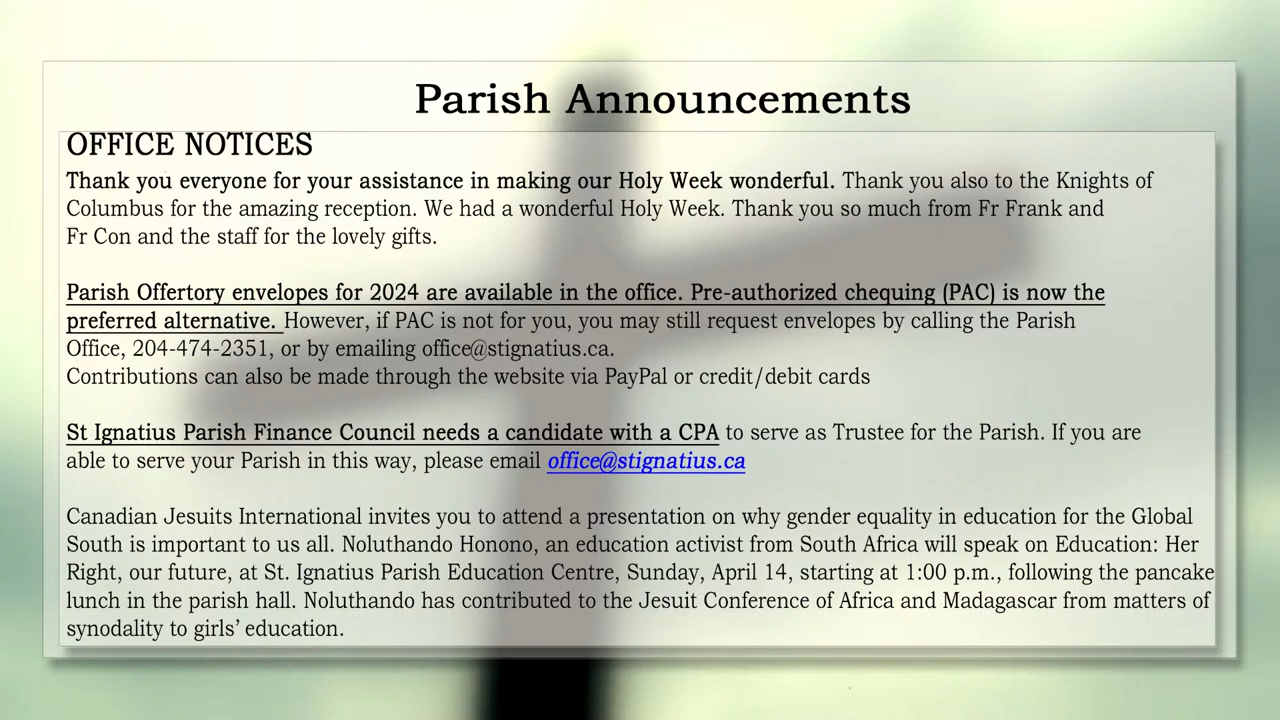 Parish Announcements
OFFICE NOTICES
Thank you everyone for your assistance in making our Holy Week wonderful. Thank you also to the Knights of
Columbus for the amazing reception. We had a wonderful Holy Week. Thank you so much from Fr Frank and
Fr Con and the staff for the lovely gifts.
Parish Offertory envelopes for 2024 are available in the office. Pre-authorized chequing (PAC) is now the
preferred alternative. However, if PAC is not for you, you may still request envelopes by calling the Parish
Office, 204-474-2351, or by emailing office@stignatius.ca.
Contributions can also be made through the website via PayPal or credit/debit cards
St Ignatius Parish Finance Council needs a candidate with a CPA to serve as Trustee for the Parish. If you are
able to serve your Parish in this way, please email office@stignatius.ca
Canadian Jesuits International invites you to attend a presentation on why gender equality in education for the Global
South is important to us all. Noluthando Honono, an education activist from South Africa will speak on Education: Her
Right, our future, at St. Ignatius Parish Education Centre, Sunday, April 14, starting at 1:00 p.m., following the pancake
lunch in the parish hall. Noluthando has contributed to the Jesuit Conference of Africa and Madagascar from matters of
synodality to girls’ education.